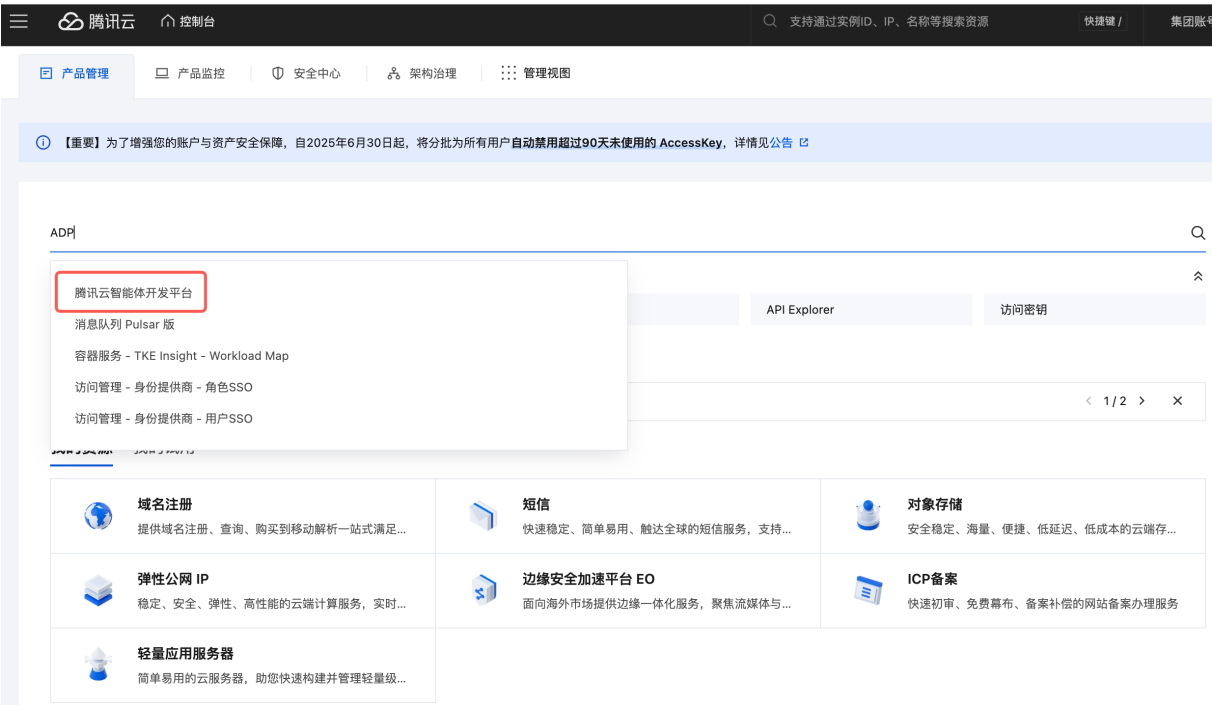 腾讯云 控制台 支持通过实例ID、IP、名称等搜索资源 快捷键 / 集团账号
产品管理 产品监控 安全中心 架构治理 管理视图
【重要】为了增强您的账户与资产安全保障，自2025年6月30日起，将分批为所有用户自动禁用超过90天未使用的 AccessKey，详情见公告
ADP
腾讯云智能体开发平台
消息队列 Pulsar 版
容器服务 - TKE Insight - Workload Map
访问管理 - 身份提供商 - 角色SSO
访问管理 - 身份提供商 - 用户SSO
API Explorer 访问密钥
1 / 2
我的资源 我的试用
域名注册
提供域名注册、查询、购买到移动解析一站式满足...
短信
快速稳定、简单易用、触达全球的短信服务，支持...
对象存储
安全稳定、海量、便捷、低延迟、低成本的云端存...
弹性公网 IP
稳定、安全、弹性、高性能的云端计算服务，实时...
边缘安全加速平台 EO
面向海外市场提供边缘一体化服务，聚焦流媒体与...
ICP备案
快速初审、免费幕布、备案补偿的网站备案办理服务
轻量应用服务器
简单易用的云服务器，助您快速构建并管理轻量级...